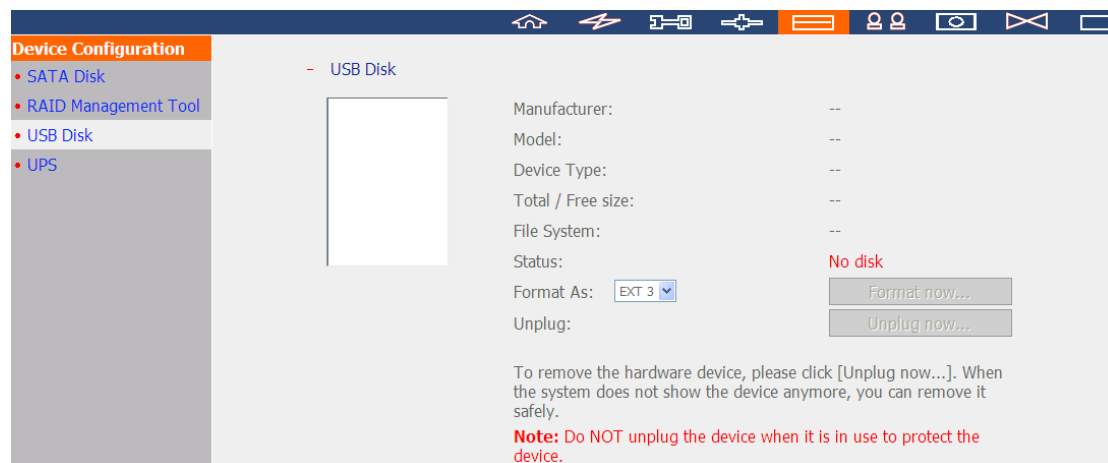 Device Configuration
• SATA Disk
• RAID Management Tool
• USB Disk
• UPS
– USB Disk
Manufacturer: --
Model: --
Device Type: --
Total / Free size: --
File System: --
Status: No disk
Format As: EXT 3 Format now...
Unplug: Unplug now...
To remove the hardware device, please click [Unplug now...]. When
the system does not show the device anymore, you can remove it
safely.
Note: Do NOT unplug the device when it is in use to protect the
device.